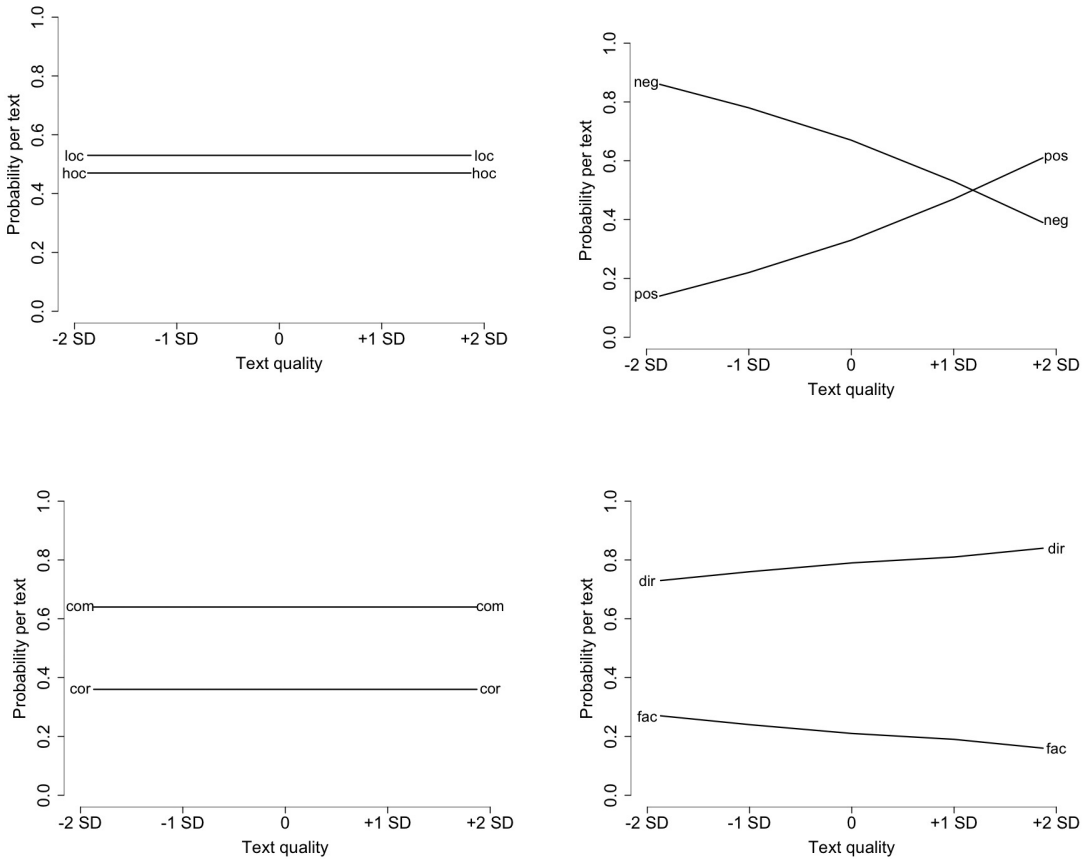 1.0
0.8
0.6
0.4
0.2
0.0
Probability per text
loc loc
hoc hoc
-2 SD -1 SD 0 +1 SD +2 SD
Text quality
1.0
0.8
0.6
0.4
0.2
0.0
Probability per text
neg pos
pos neg
-2 SD -1 SD 0 +1 SD +2 SD
Text quality
1.0
0.8
0.6
0.4
0.2
0.0
Probability per text
com com
cor cor
-2 SD -1 SD 0 +1 SD +2 SD
Text quality
1.0
0.8
0.6
0.4
0.2
0.0
Probability per text
dir dir
fac fac
-2 SD -1 SD 0 +1 SD +2 SD
Text quality